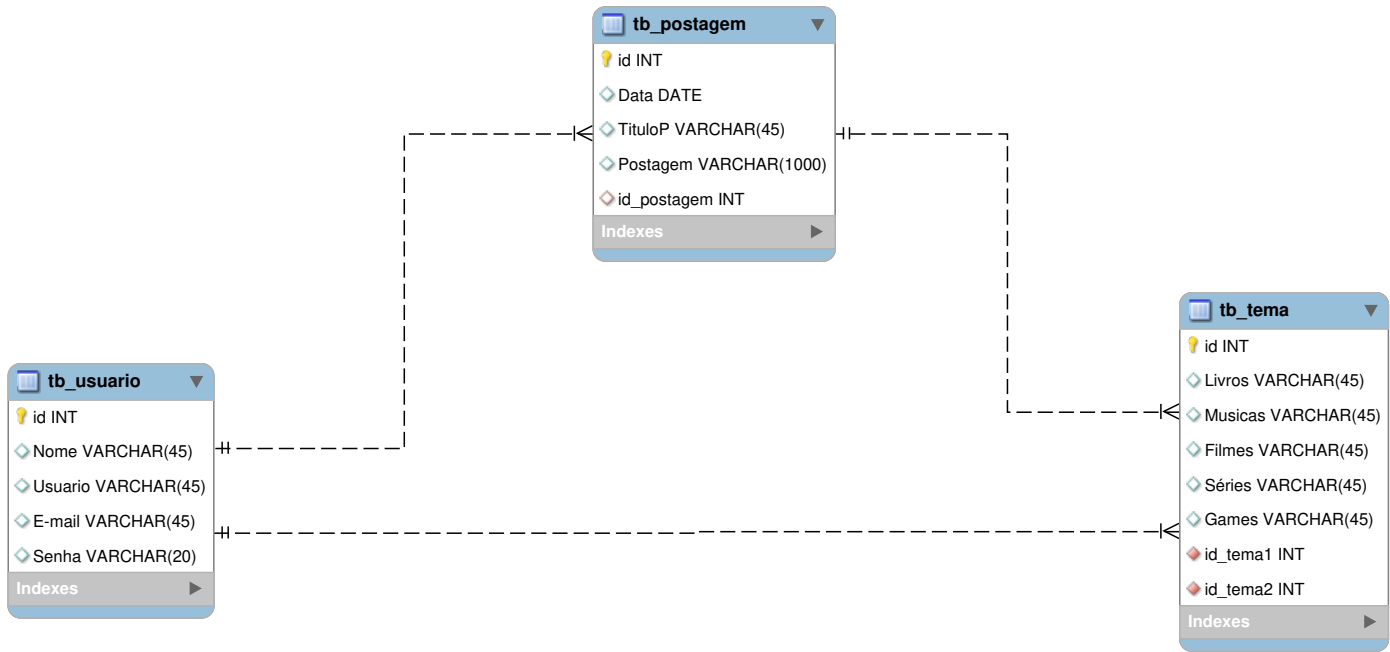 tb_postagem
id INT
Data DATE
TituloP VARCHAR(45)
Postagem VARCHAR(1000)
id_postagem INT
Indexes
tb_usuario
id INT
Nome VARCHAR(45)
Usuario VARCHAR(45)
E-mail VARCHAR(45)
Senha VARCHAR(20)
Indexes
tb_tema
id INT
Livros VARCHAR(45)
Musicas VARCHAR(45)
Filmes VARCHAR(45)
Séries VARCHAR(45)
Games VARCHAR(45)
id_tema1 INT
id_tema2 INT
Indexes